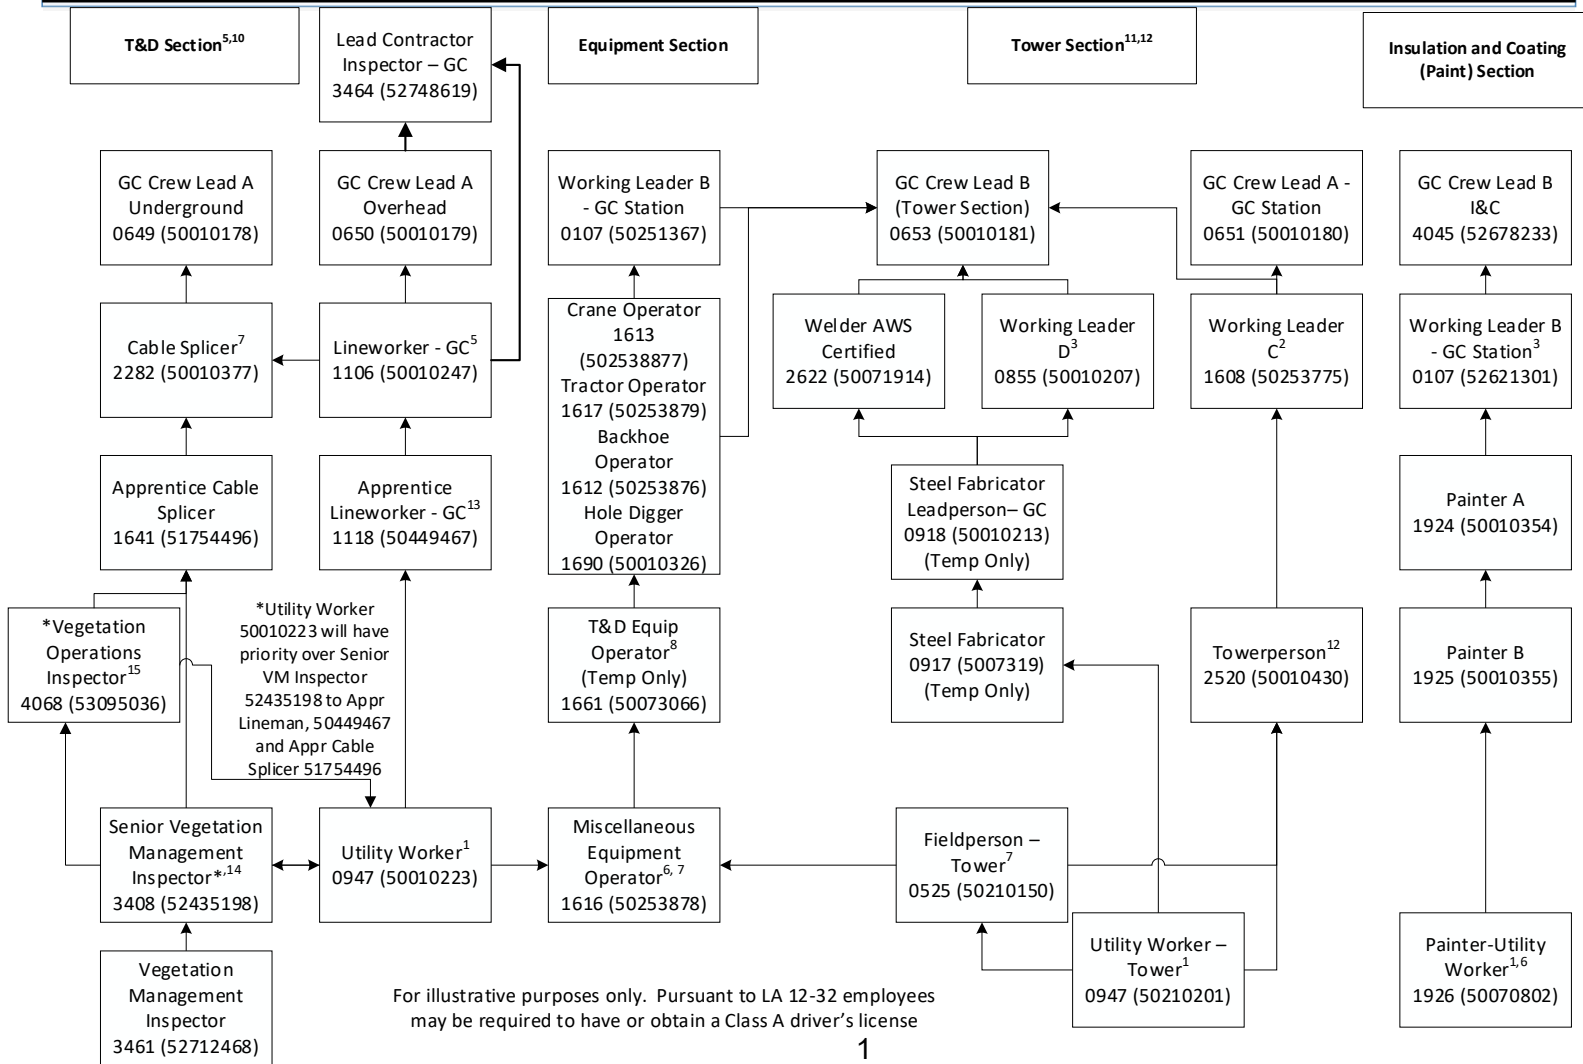 T&D Section5,10
Lead Contractor
Inspector – GC
3464 (52748619)
Equipment Section
Tower Section11,12
Insulation and Coating
(Paint) Section
GC Crew Lead A
Underground
0649 (50010178)
GC Crew Lead A
Overhead
0650 (50010179)
Working Leader B
- GC Station
0107 (50251367)
GC Crew Lead B
(Tower Section)
0653 (50010181)
GC Crew Lead A -
GC Station
0651 (50010180)
GC Crew Lead B
I&C
4045 (52678233)
Cable Splicer7
2282 (50010377)
Lineworker - GC5
1106 (50010247)
Crane Operator
1613
(502538877)
Tractor Operator
1617 (50253879)
Backhoe
Operator
1612 (50253876)
Hole Digger
Operator
1690 (50010326)
Welder AWS
Certified
2622 (50071914)
Working Leader
D3
0855 (50010207)
Working Leader
C2
1608 (50253775)
Working Leader B
- GC Station3
0107 (52621301)
Apprentice Cable
Splicer
1641 (51754496)
Apprentice
Lineworker - GC13
1118 (50449467)
Steel Fabricator
Leadperson– GC
0918 (50010213)
(Temp Only)
Painter A
1924 (50010354)
*Vegetation
Operations
Inspector15
4068 (53095036)
*Utility Worker
50010223 will have
priority over Senior
VM Inspector
52435198 to Appr
Lineman, 50449467
and Appr Cable
Splicer 51754496
T&D Equip
Operator8
(Temp Only)
1661 (50073066)
Steel Fabricator
0917 (5007319)
(Temp Only)
Towerperson12
2520 (50010430)
Painter B
1925 (50010355)
Senior Vegetation
Management
Inspector*,14
3408 (52435198)
Utility Worker1
0947 (50010223)
Miscellaneous
Equipment
Operator6, 7
1616 (50253878)
Fieldperson –
Tower7
0525 (50210150)
Utility Worker –
Tower1
0947 (50210201)
Painter-Utility
Worker1,6
1926 (50070802)
Vegetation
Management
Inspector
3461 (52712468)
For illustrative purposes only. Pursuant to LA 12-32 employees
may be required to have or obtain a Class A driver’s license
1